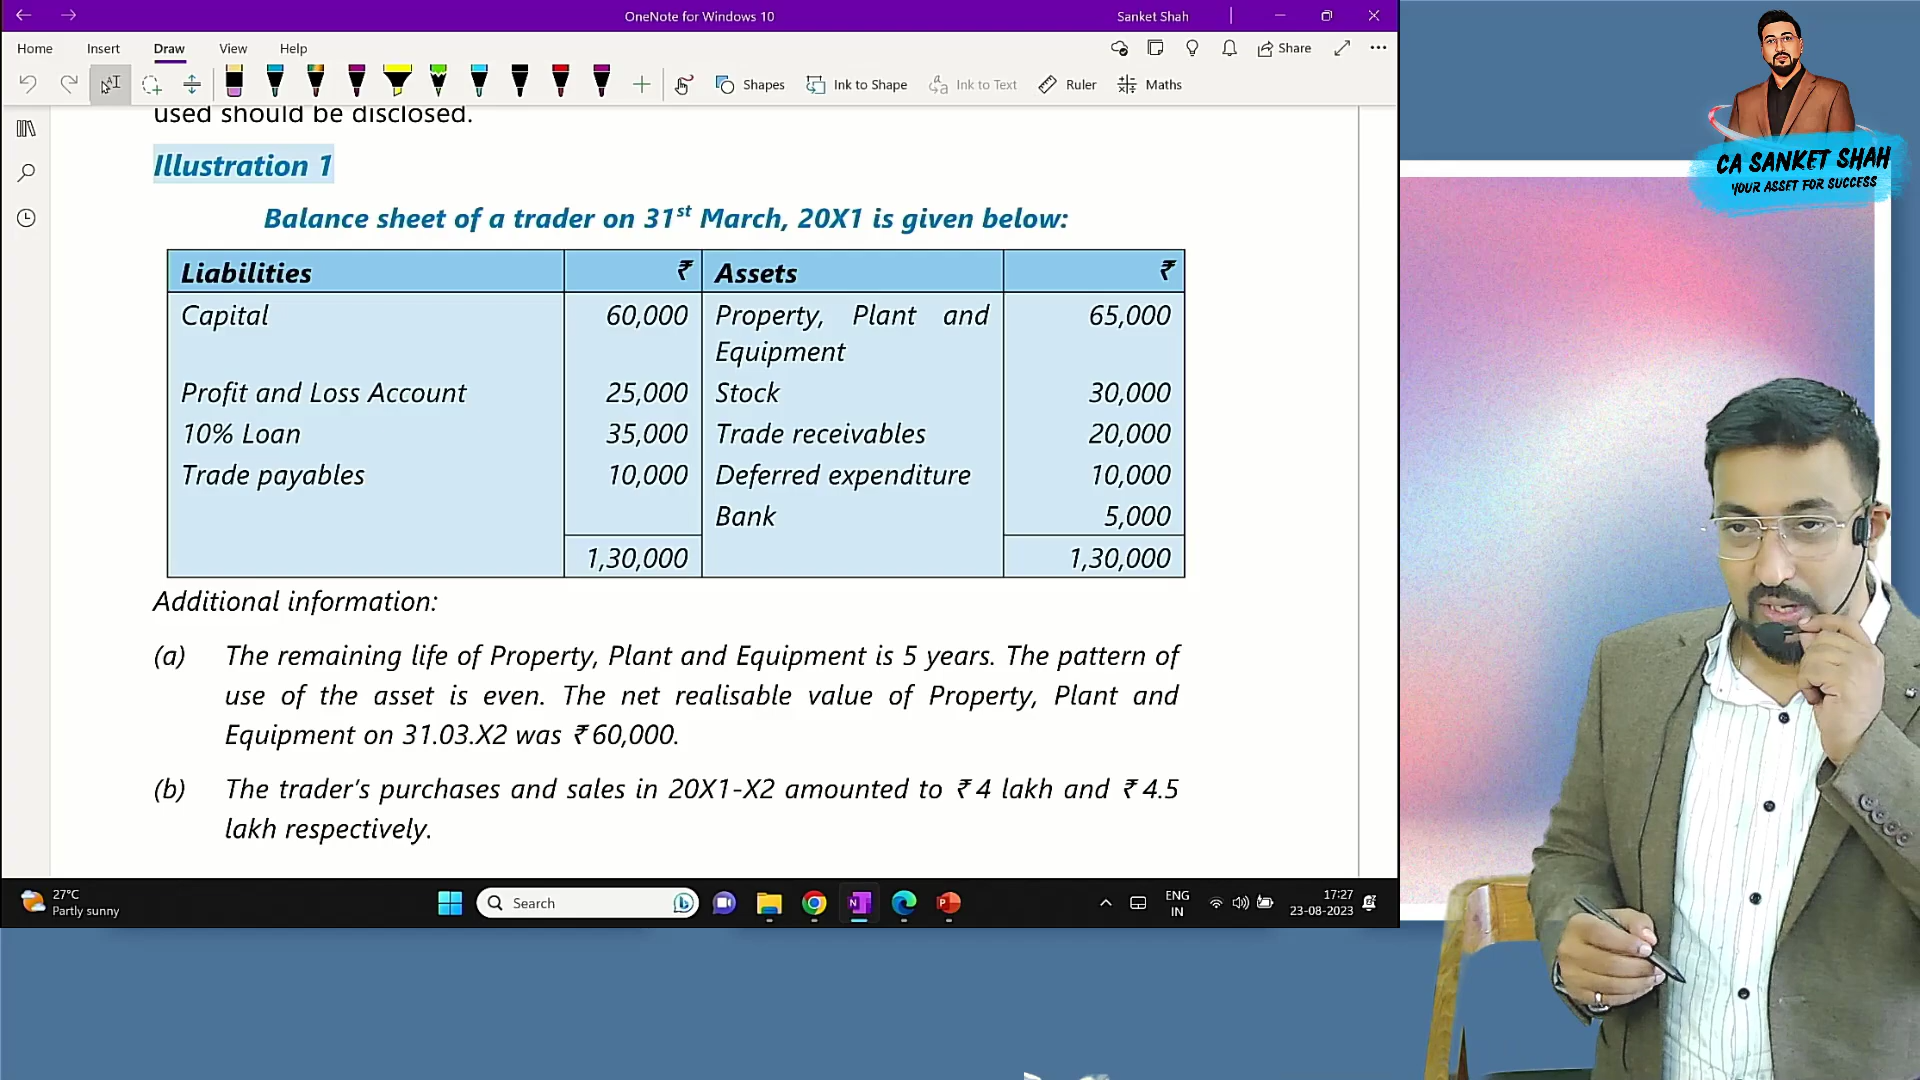 OneNote for Windows 10
Sanket Shah
Home Insert Draw View Help
Share
Shapes Ink to Shape Ink to Text Ruler Maths
used should be disclosed.
Illustration 1
Balance sheet of a trader on 31st March, 20X1 is given below:
Liabilities ₹ Assets ₹
Capital 60,000 Property, Plant and 65,000
Equipment
Profit and Loss Account 25,000 Stock 30,000
10% Loan 35,000 Trade receivables 20,000
Trade payables 10,000 Deferred expenditure 10,000
Bank 5,000
1,30,000 1,30,000
Additional information:
(a) The remaining life of Property, Plant and Equipment is 5 years. The pattern of
use of the asset is even. The net realisable value of Property, Plant and
Equipment on 31.03.X2 was ₹ 60,000.
(b) The trader's purchases and sales in 20X1-X2 amounted to ₹ 4 lakh and ₹ 4.5
lakh respectively.
CA SANKET SHAH
YOUR ASSET FOR SUCCESS
27°C
Partly sunny
Search
ENG
IN
17:27
23-08-2023